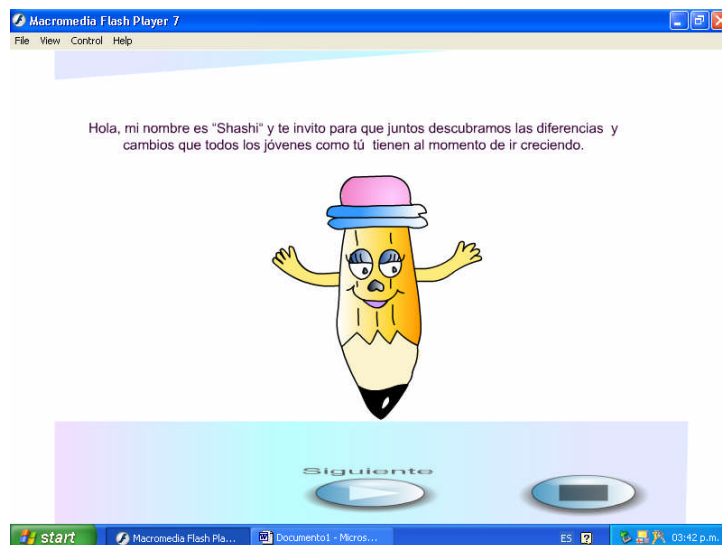 Macromedia Flash Player 7
File View Control Help
Hola, mi nombre es “Shashi“ y te invito para que juntos descubramos las diferencias y
cambios que todos los jóvenes como tú tienen al momento de ir creciendo.
Siguiente
start
Macromedia Flash Pla...
Documento1 - Micros...
ES
03:42 p.m.